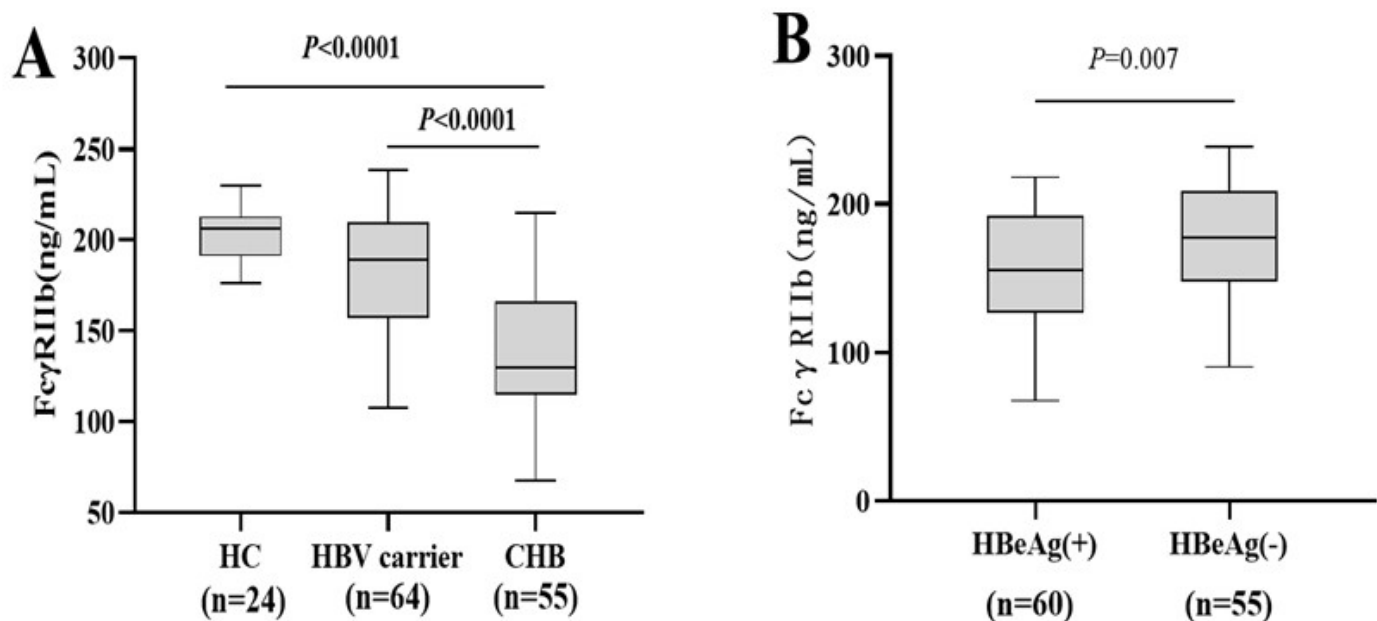 A
P<0.0001
P<0.0001
FcγRIIb(ng/mL)
300
250
200
150
100
50
HC
(n=24)
HBV carrier
(n=64)
CHB
(n=55)
B
P=0.007
Fc γ RIIb (ng/mL)
300
200
100
0
HBeAg(+)
(n=60)
HBeAg(-)
(n=55)